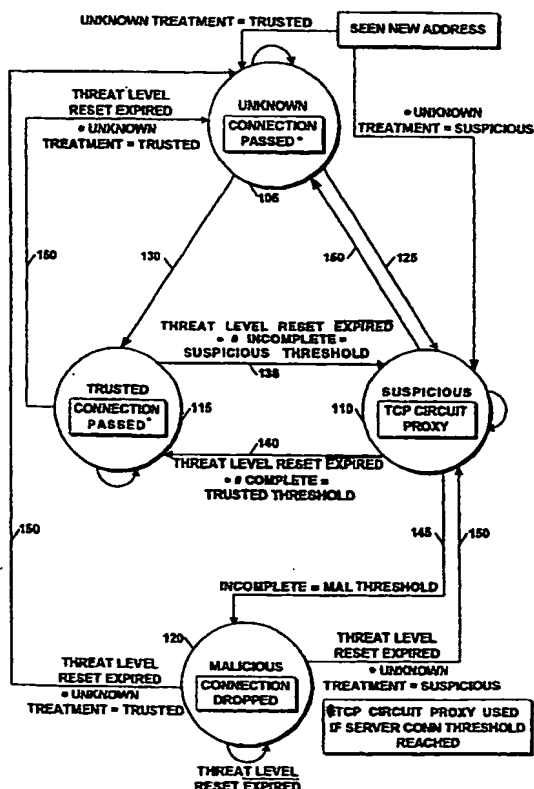 UNKNOWN TREATMENT = TRUSTED
SEEN NEW ADDRESS
THREAT LEVEL
RESET EXPIRED
• UNKNOWN
TREATMENT = TRUSTED
UNKNOWN
CONNECTION
PASSED*
• UNKNOWN
TREATMENT = SUSPICIOUS
105
150
130
150
125
THREAT LEVEL RESET EXPIRED
• # INCOMPLETE =
SUSPICIOUS THRESHOLD
135
TRUSTED
CONNECTION
PASSED*
115
SUSPICIOUS
TCP CIRCUIT
PROXY
110
140
THREAT LEVEL RESET EXPIRED
• # COMPLETE =
TRUSTED THRESHOLD
150
145
150
INCOMPLETE = MAL THRESHOLD
120
MALICIOUS
CONNECTION
DROPPED
THREAT LEVEL
RESET EXPIRED
• UNKNOWN
TREATMENT = TRUSTED
THREAT LEVEL
RESET EXPIRED
• UNKNOWN
TREATMENT = SUSPICIOUS
TCP CIRCUIT PROXY USED
IF SERVER CONN THRESHOLD
REACHED
THREAT LEVEL
RESET EXPIRED